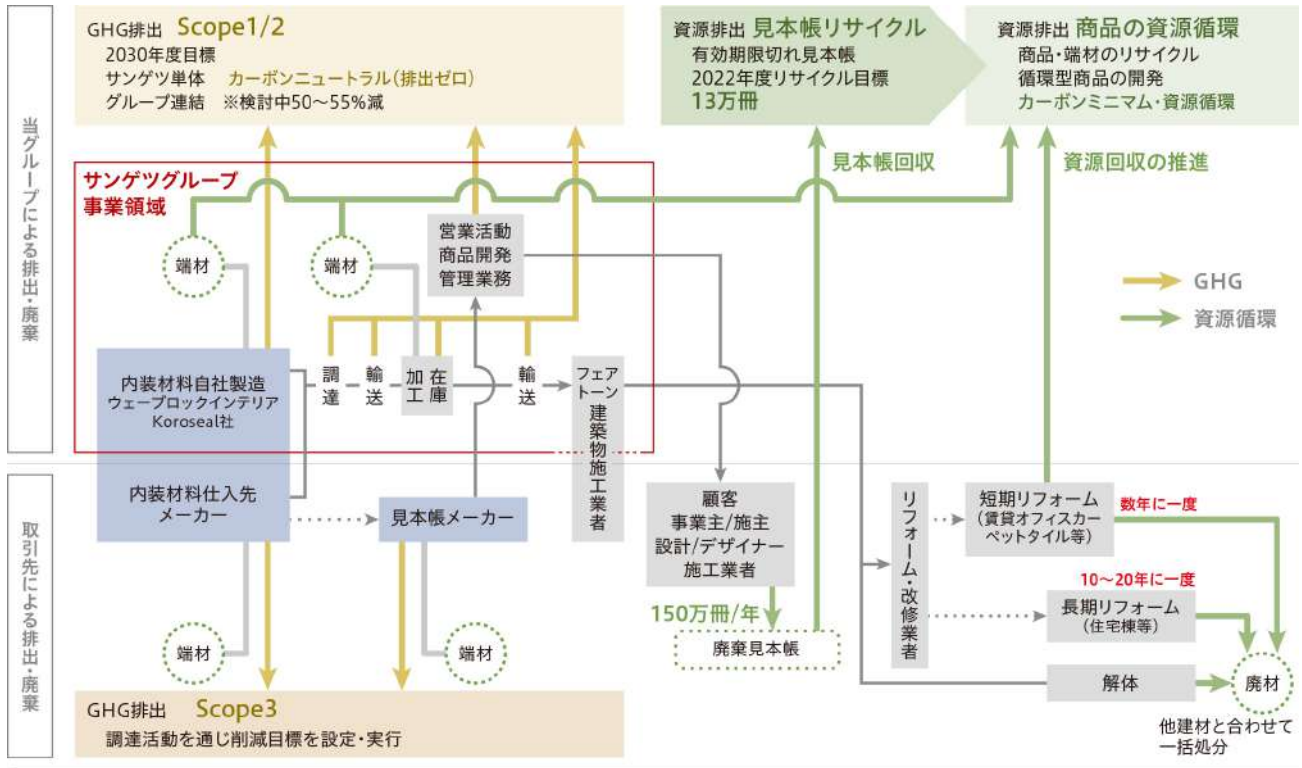 当グループによる排出・廃棄
GHG排出 Scope1/2
2030年度目標
サンゲツ単体 カーボンニュートラル（排出ゼロ）
グループ連結 ※検討中50～55%減
資源排出 見本帳リサイクル
有効期限切れ見本帳
2022年度リサイクル目標
13万冊
資源排出 商品の資源循環
商品・端材のリサイクル
循環型商品の開発
カーボンミニマム・資源循環
見本帳回収
資源回収の推進
サンゲツグループ
事業領域
端材
端材
営業活動
商品開発
管理業務
GHG
資源循環
内装材料自社製造
ウェーブロックインテリア
Koroseal社
調達
輸送
加工
在庫
輸送
フェア
トーン
建築物施工業者
取引先による排出・廃棄
内装材料仕入先
メーカー
見本帳メーカー
顧客
事業主/施主
設計/デザイナー
施工業者
リフォーム・改修業者
短期リフォーム
（賃貸オフィスカー
ペットタイル等）
数年に一度
10～20年に一度
長期リフォーム
（住宅棟等）
150万冊/年
廃棄見本帳
端材
端材
解体
廃材
他建材と合わせて
一括処分
GHG排出 Scope3
調達活動を通じ削減目標を設定・実行